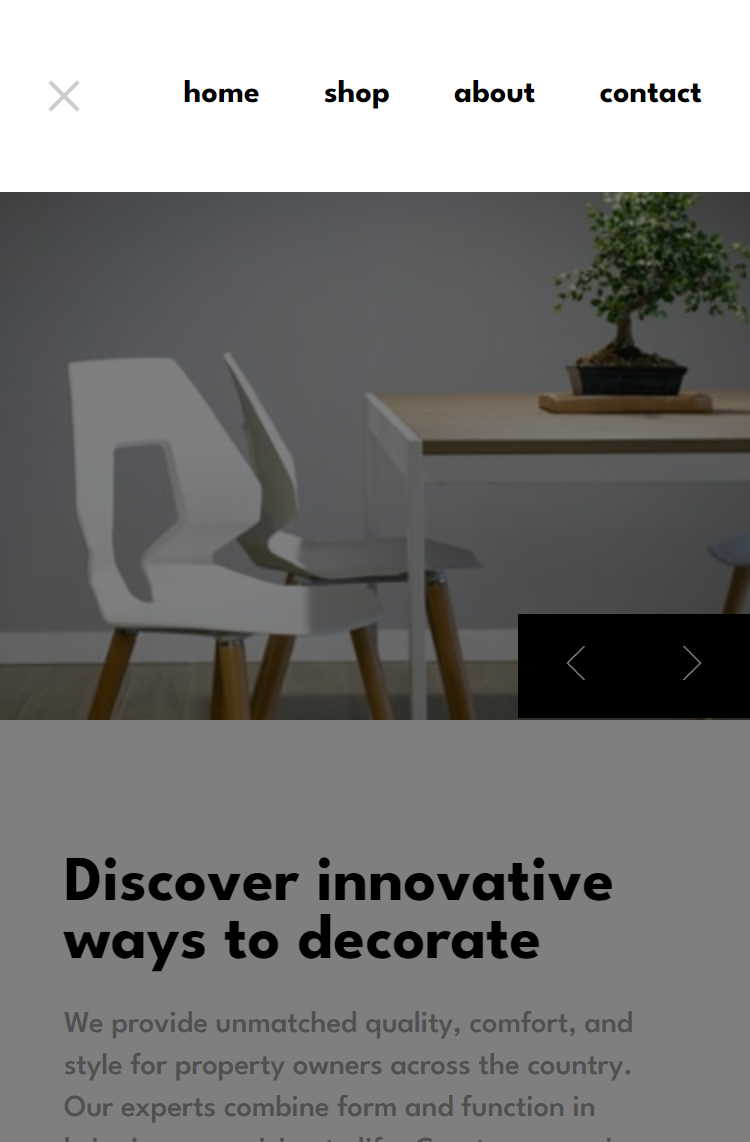 home shop about contact
Discover innovative
ways to decorate
We provide unmatched quality, comfort, and
style for property owners across the country.
Our experts combine form and function in